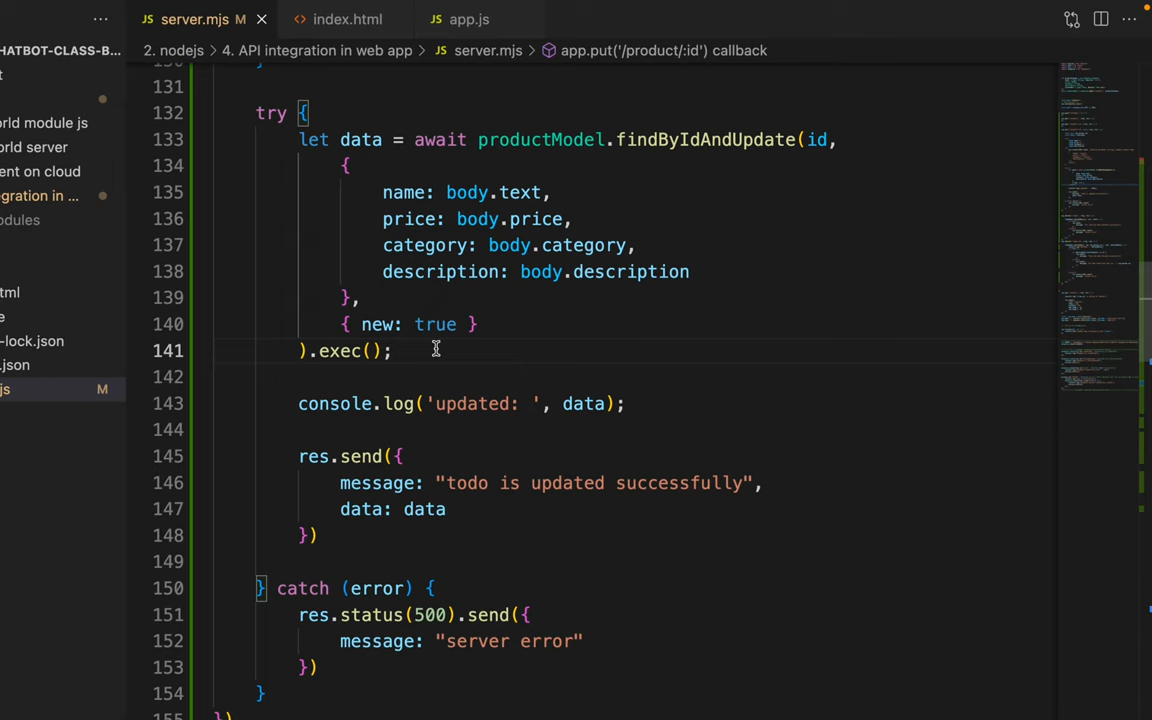 ··· JS server.mjs M × <> index.html JS app.js ···
HATBOT-CLASS-B... 2. nodejs > 4. API integration in web app > JS server.mjs > app.put('/product/:id') callback
t
rld module js
rld server
ent on cloud
gration in ...
odules
tml
e
-lock.json
.json
js M
130 }
131
132 try {
133 let data = await productModel.findByIdAndUpdate(id,
134 {
135 name: body.text,
136 price: body.price,
137 category: body.category,
138 description: body.description
139 },
140 { new: true }
141 ).exec();
142
143 console.log('updated: ', data);
144
145 res.send({
146 message: "todo is updated successfully",
147 data: data
148 })
149
150 } catch (error) {
151 res.status(500).send({
152 message: "server error"
153 })
154 }
155 })